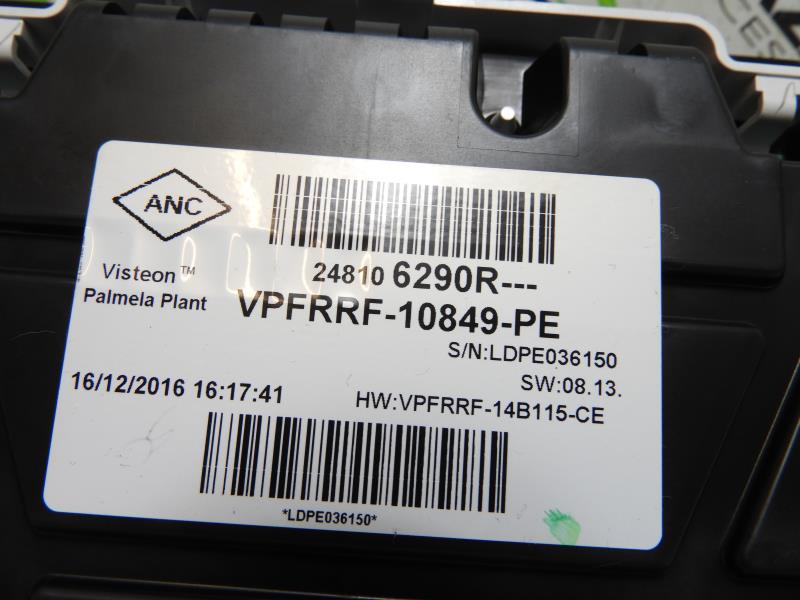 ANC
24810 6290R---
Visteon™
Palmela Plant
VPFRRF-10849-PE
S/N:LDPE036150
SW:08.13.
16/12/2016 16:17:41
HW:VPFRRF-14B115-CE
*LDPE036150*